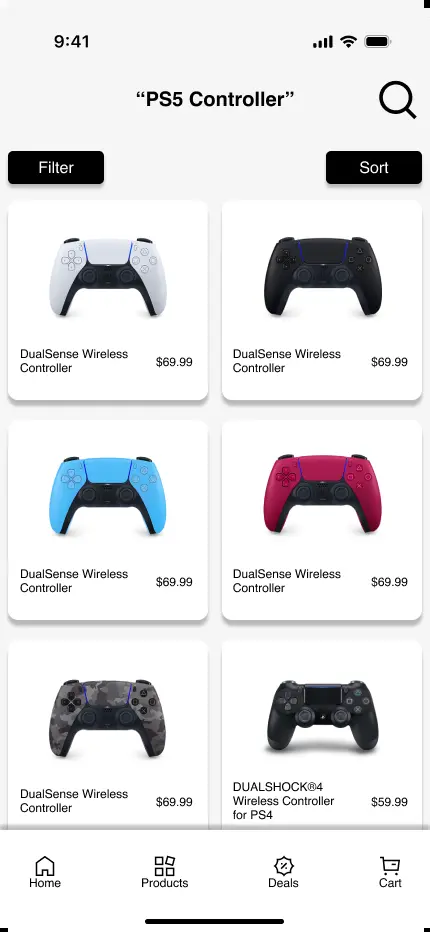 9:41
“PS5 Controller”
Filter
Sort
DualSense Wireless
Controller
$69.99
DualSense Wireless
Controller
$69.99
DualSense Wireless
Controller
$69.99
DualSense Wireless
Controller
$69.99
DualSense Wireless
Controller
$69.99
DUALSHOCK®4
Wireless Controller
for PS4
$59.99
Home
Products
Deals
Cart